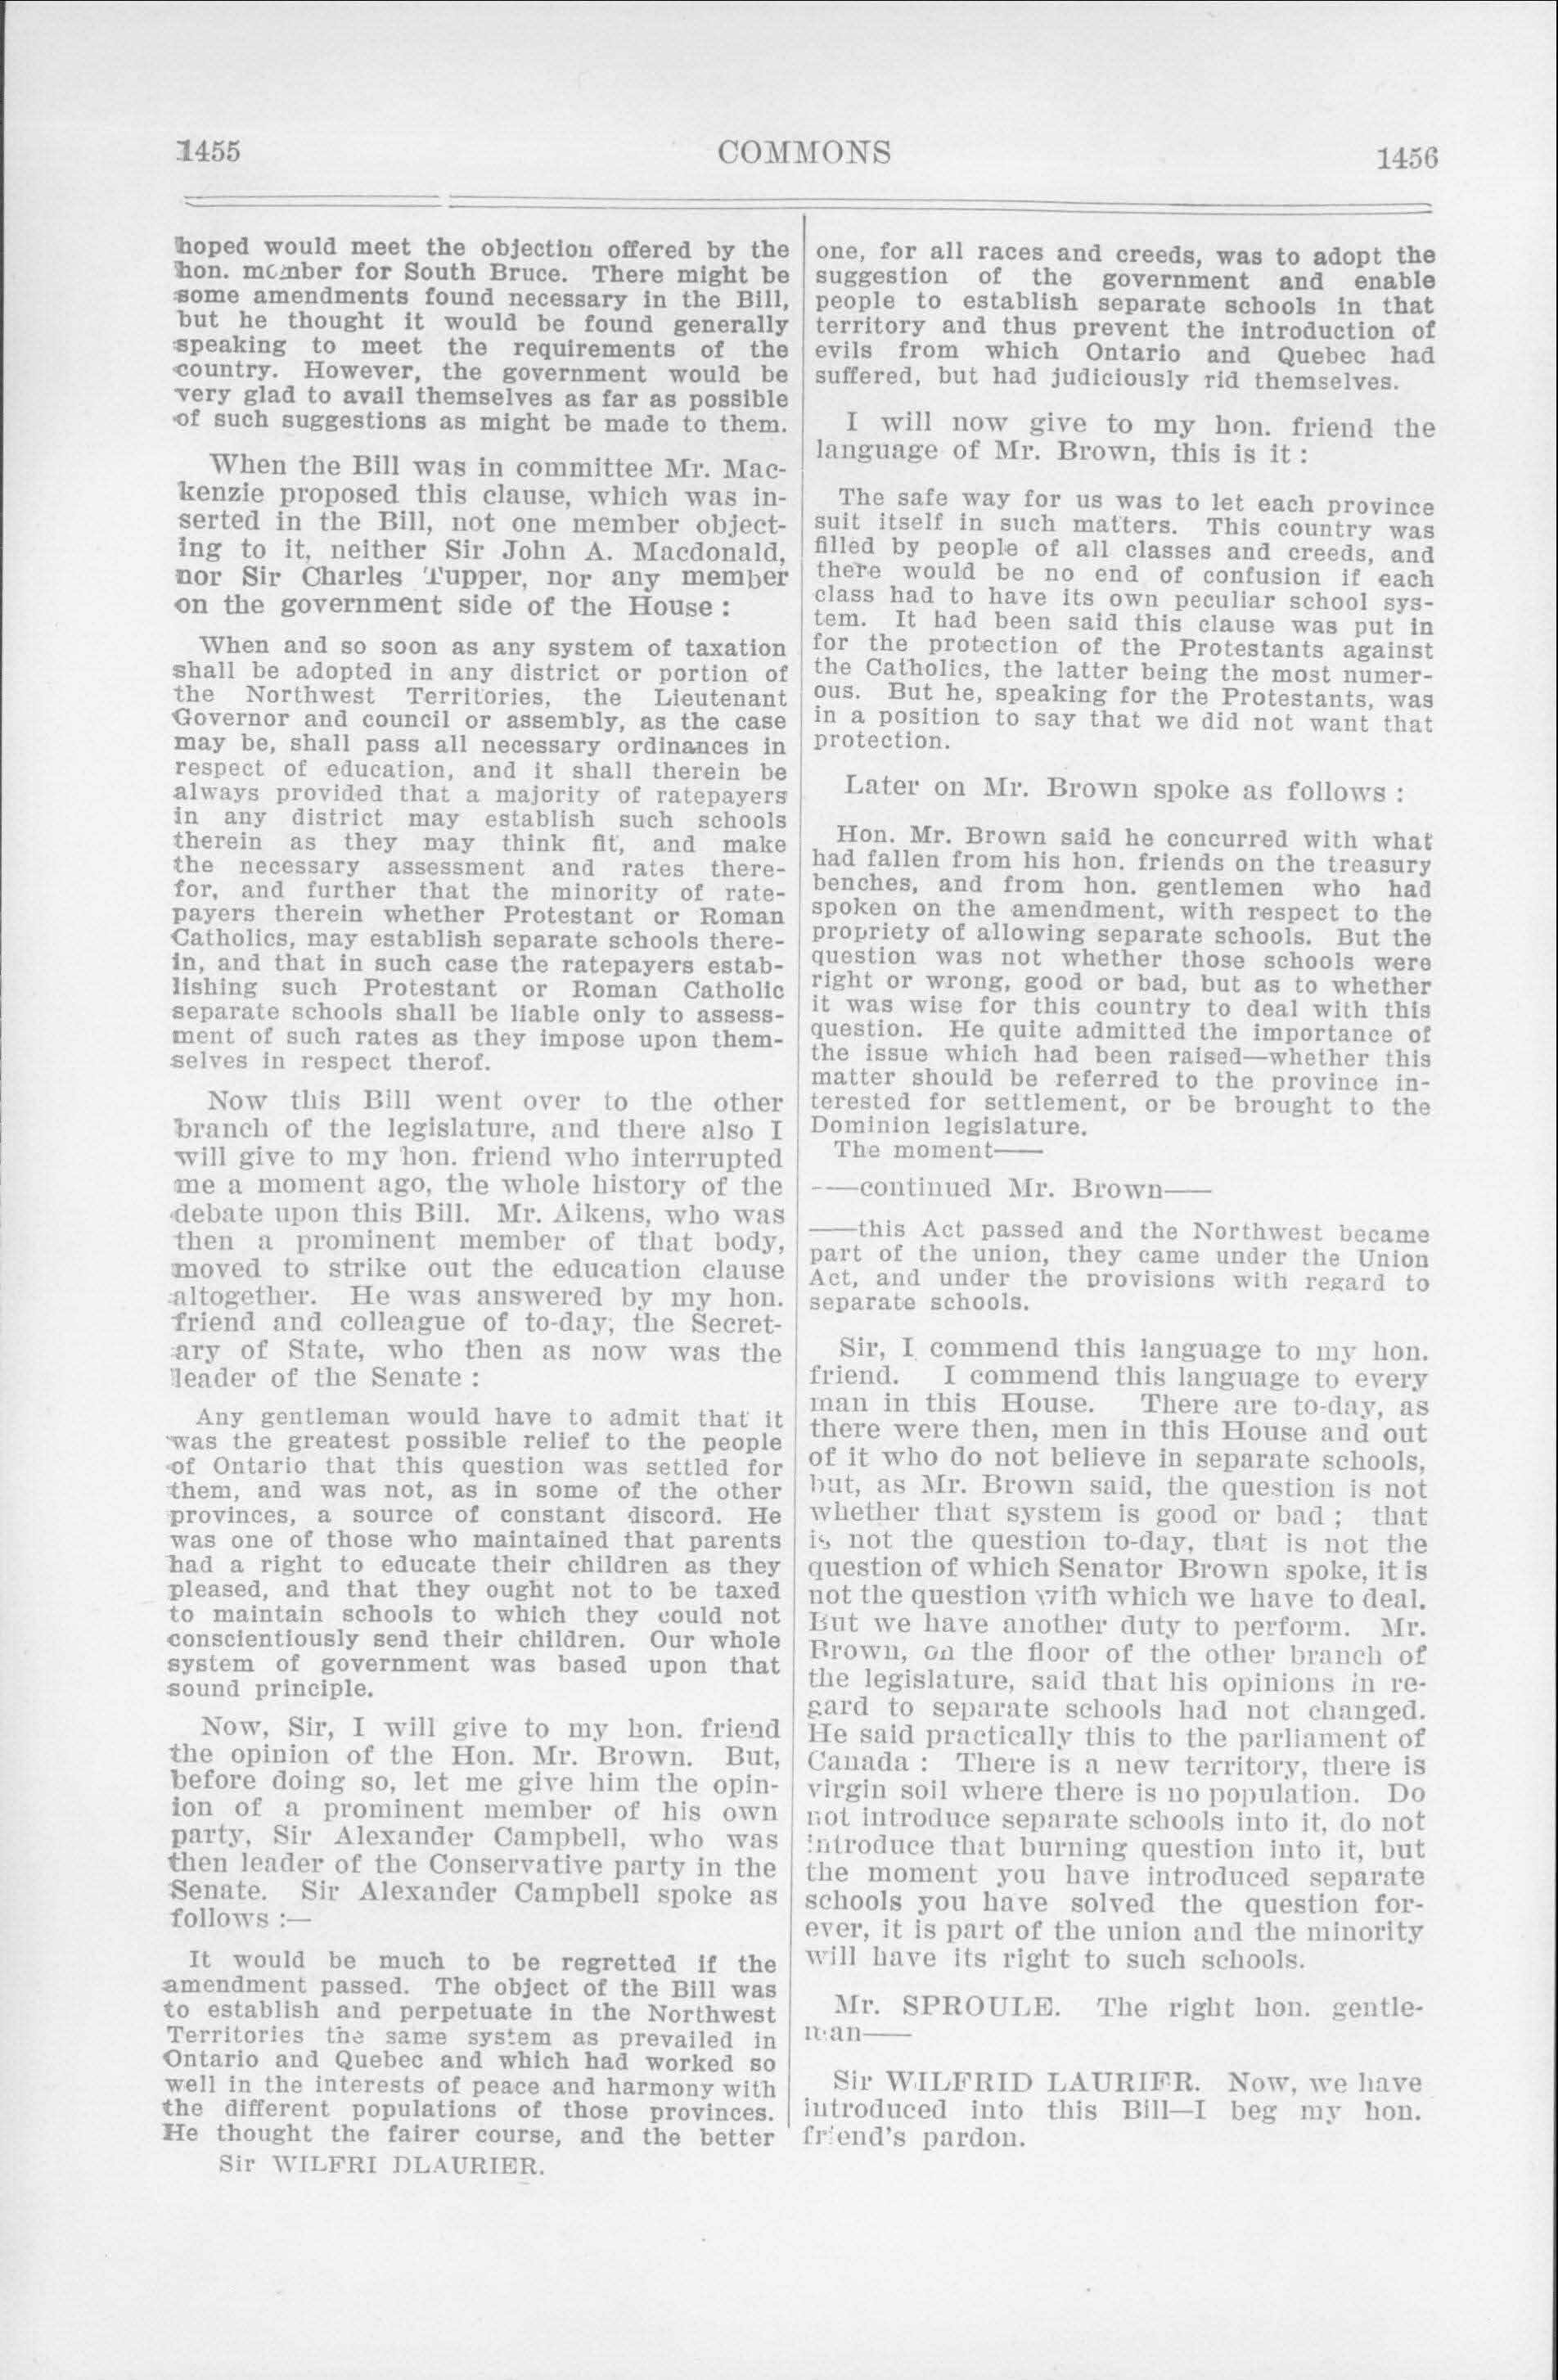 1455
COMMONS
1456
hoped would meet the objection offered by the
hon. member for South Bruce. There might be
some amendments found necessary in the Bill,
but he thought it would be found generally
speaking to meet the requirements of the
country. However, the government would be
very glad to avail themselves as far as possible
of such suggestions as might be made to them.
When the Bill was in committee Mr. Mac-
kenzie proposed this clause, which was in-
serted in the Bill, not one member object-
ing to it, neither Sir John A. Macdonald,
nor Sir Charles Tupper, nor any member
on the government side of the House :
When and so soon as any system of taxation
shall be adopted in any district or portion of
the Northwest Territories, the Lieutenant
Governor and council or assembly, as the case
may be, shall pass all necessary ordinances in
respect of education, and it shall therein be
always provided that a majority of ratepayers
in any district may establish such schools
therein as they may think fit, and make
the necessary assessment and rates there-
for, and further that the minority of rate-
payers therein whether Protestant or Roman
Catholics, may establish separate schools there-
in, and that in such case the ratepayers estab-
lishing such Protestant or Roman Catholic
separate schools shall be liable only to assess-
ment of such rates as they impose upon them-
selves in respect therof.
Now this Bill went over to the other
branch of the legislature, and there also I
will give to my hon. friend who interrupted
me a moment ago, the whole history of the
debate upon this Bill. Mr. Aikens, who was
then a prominent member of that body,
moved to strike out the education clause
altogether. He was answered by my hon.
friend and colleague of to-day, the Secret-
ary of State, who then as now was the
leader of the Senate :
Any gentleman would have to admit that it
was the greatest possible relief to the people
of Ontario that this question was settled for
them, and was not, as in some of the other
provinces, a source of constant discord. He
was one of those who maintained that parents
had a right to educate their children as they
pleased, and that they ought not to be taxed
to maintain schools to which they could not
conscientiously send their children. Our whole
system of government was based upon that
sound principle.
Now, Sir, I will give to my hon. friend
the opinion of the Hon. Mr. Brown. But,
before doing so, let me give him the opin-
ion of a prominent member of his own
party, Sir Alexander Campbell, who was
then leader of the Conservative party in the
Senate. Sir Alexander Campbell spoke as
follows :—
It would be much to be regretted if the
amendment passed. The object of the Bill was
to establish and perpetuate in the Northwest
Territories the same system as prevailed in
Ontario and Quebec and which had worked so
well in the interests of peace and harmony with
the different populations of those provinces.
He thought the fairer course, and the better
Sir WILFRI DLAURIER.
one, for all races and creeds, was to adopt the
suggestion of the government and enable
people to establish separate schools in that
territory and thus prevent the introduction of
evils from which Ontario and Quebec had
suffered, but had judiciously rid themselves.
I will now give to my hon. friend the
language of Mr. Brown, this is it :
The safe way for us was to let each province
suit itself in such matters. This country was
filled by people of all classes and creeds, and
there would be no end of confusion if each
class had to have its own peculiar school sys-
tem. It had been said this clause was put in
for the protection of the Protestants against
the Catholics, the latter being the most numer-
ous. But he, speaking for the Protestants, was
in a position to say that we did not want that
protection.
Later on Mr. Brown spoke as follows :
Hon. Mr. Brown said he concurred with what
had fallen from his hon. friends on the treasury
benches, and from hon. gentlemen who had
spoken on the amendment, with respect to the
propriety of allowing separate schools. But the
question was not whether those schools were
right or wrong, good or bad, but as to whether
it was wise for this country to deal with this
question. He quite admitted the importance of
the issue which had been raised—whether this
matter should be referred to the province in-
terested for settlement, or be brought to the
Dominion legislature.
The moment——
——continued Mr. Brown——
——this Act passed and the Northwest became
part of the union, they came under the Union
Act, and under the provisions with regard to
separate schools.
Sir, I commend this language to my hon.
friend. I commend this language to every
man in this House. There are to-day, as
there were then, men in this House and out
of it who do not believe in separate schools,
but, as Mr. Brown said, the question is not
whether that system is good or bad ; that
is not the question to-day, that is not the
question of which Senator Brown spoke, it is
not the question with which we have to deal.
But we have another duty to perform. Mr.
Brown, on the floor of the other branch of
the legislature, said that his opinions in re-
gard to separate schools had not changed.
He said practically this to the parliament of
Canada : There is a new territory, there is
virgin soil where there is no population. Do
not introduce separate schools into it, do not
introduce that burning question into it, but
the moment you have introduced separate
schools you have solved the question for-
ever, it is part of the union and the minority
will have its right to such schools.
Mr. SPROULE. The right hon. gentle-
man——
Sir WILFRID LAURIER. Now, we have
introduced into this Bill—I beg my hon.
friend's pardon.